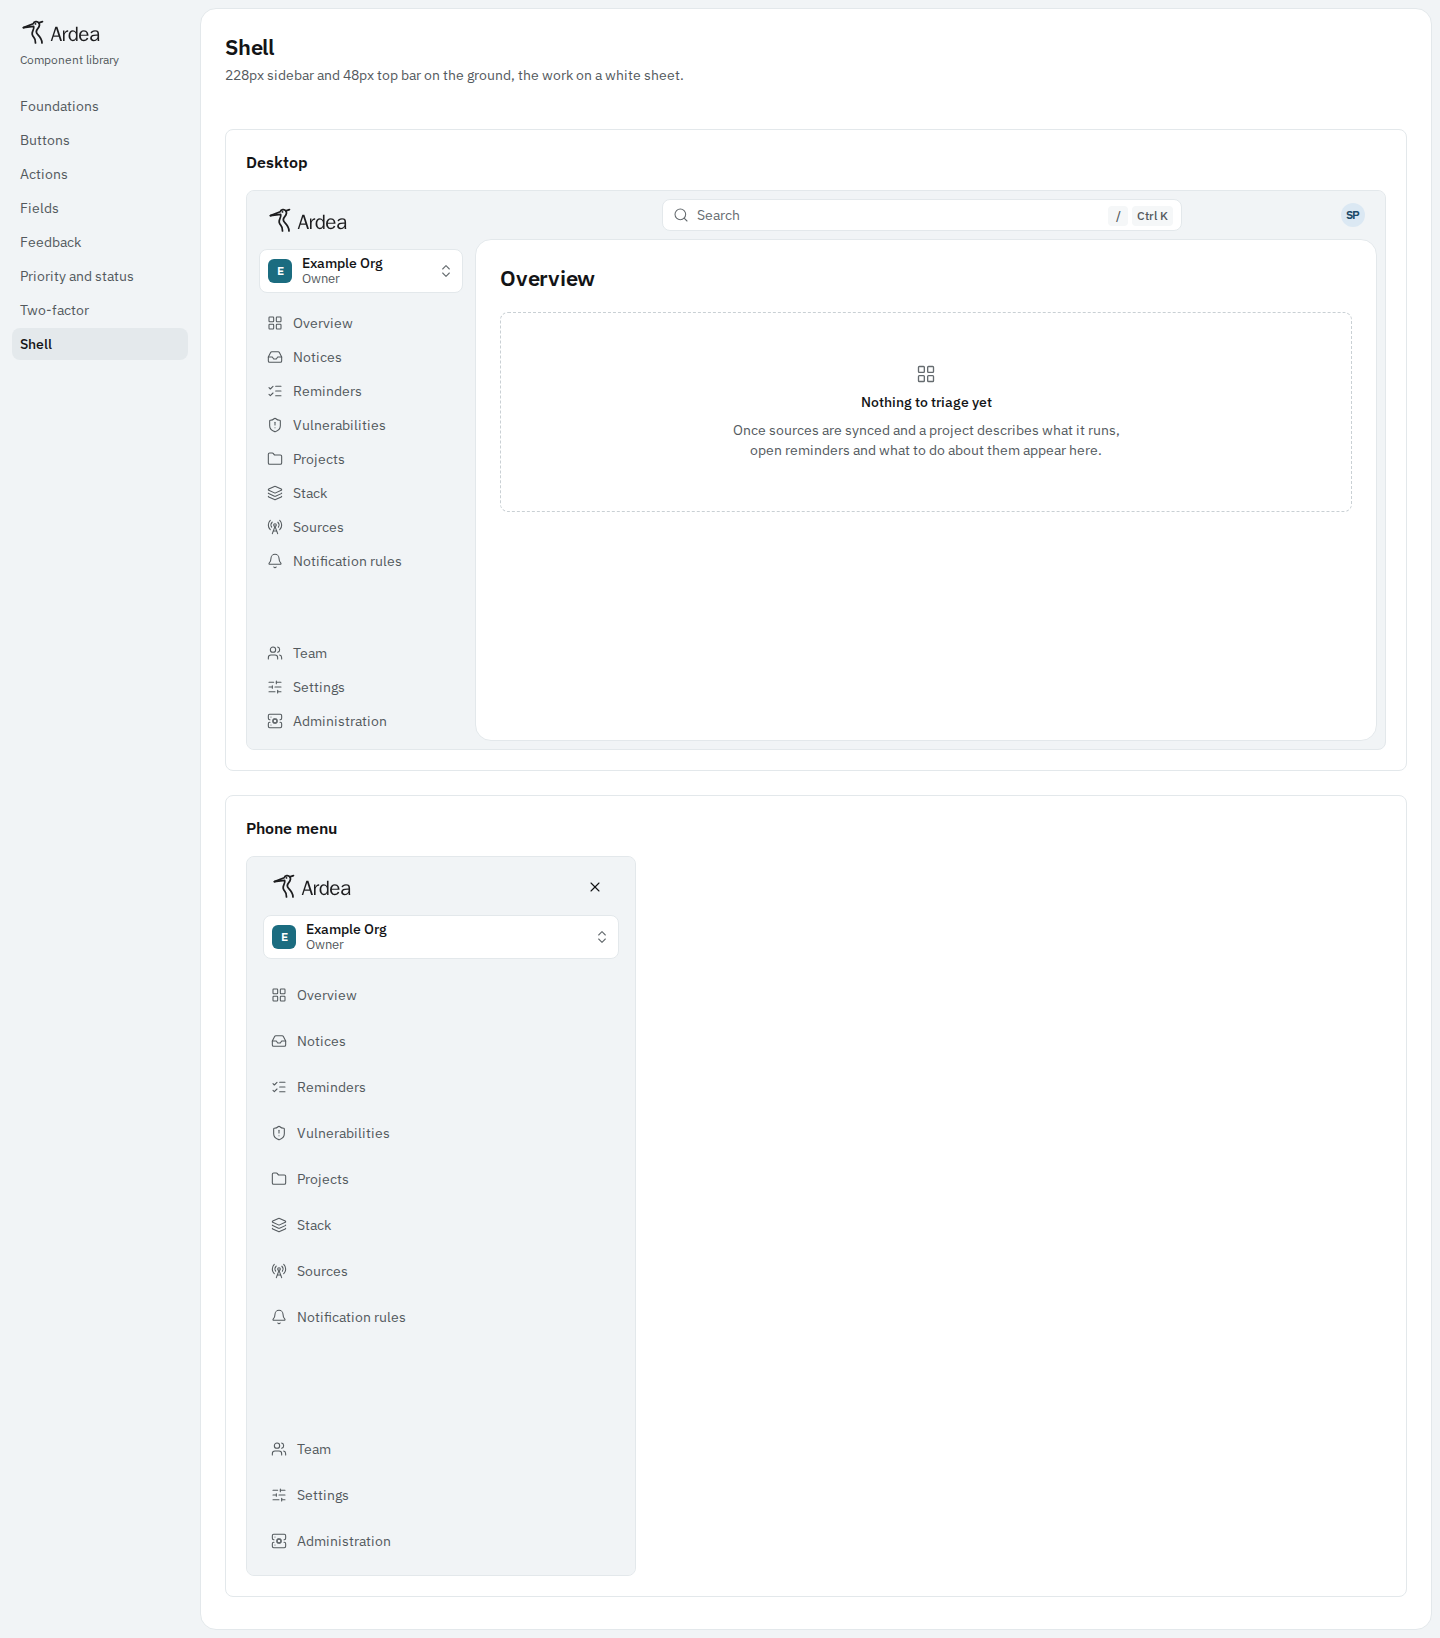 Ardea
Component library
Foundations
Buttons
Actions
Fields
Feedback
Priority and status
Two-factor
Shell
Shell
228px sidebar and 48px top bar on the ground, the work on a white sheet.
Desktop
Ardea
Search
/
Ctrl K
SP
E
Example Org
Owner
Overview
Notices
Reminders
Vulnerabilities
Projects
Stack
Sources
Notification rules
Team
Settings
Administration
Overview
Nothing to triage yet
Once sources are synced and a project describes what it runs,
open reminders and what to do about them appear here.
Phone menu
Ardea
E
Example Org
Owner
Overview
Notices
Reminders
Vulnerabilities
Projects
Stack
Sources
Notification rules
Team
Settings
Administration